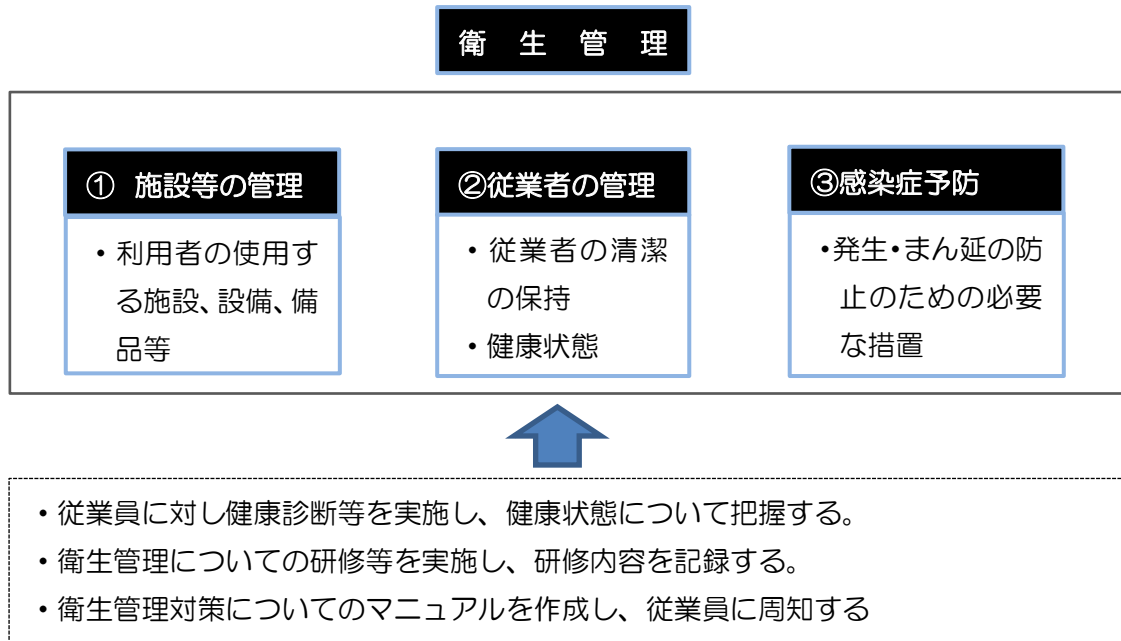 衛 生 管 理
① 施設等の管理
・利用者の使用す
る施設、設備、備
品等
②従業者の管理
・従業者の清潔
の保持
・健康状態
③感染症予防
・発生・まん延の防
止のための必要
な措置
・従業員に対し健康診断等を実施し、健康状態について把握する。
・衛生管理についての研修等を実施し、研修内容を記録する。
・衛生管理対策についてのマニュアルを作成し、従業員に周知する